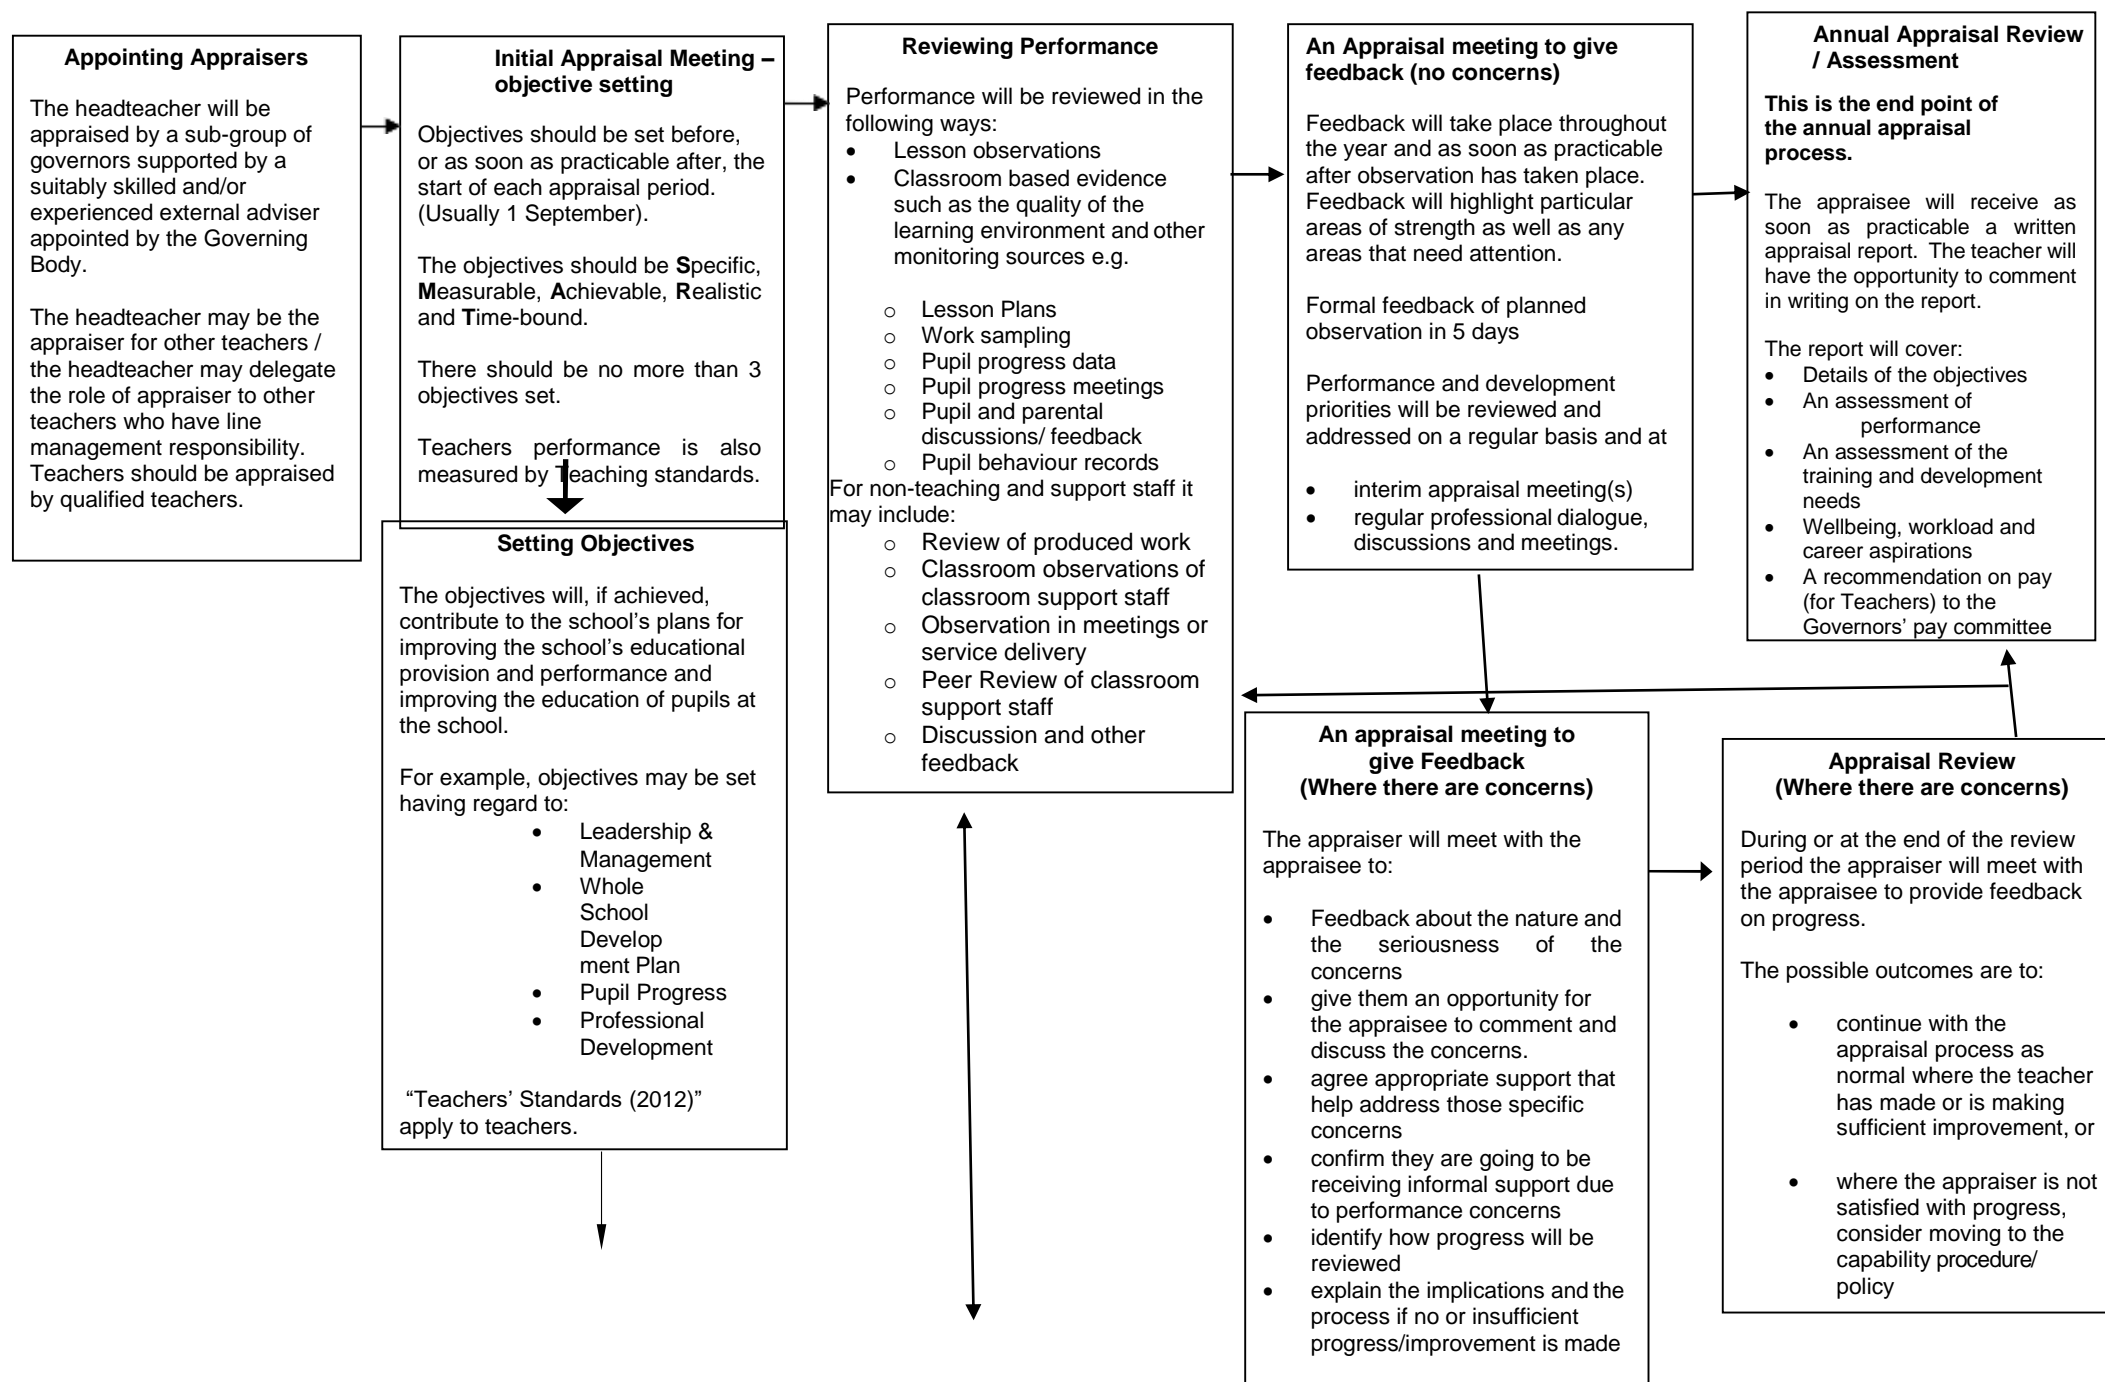 Appointing Appraisers
The headteacher will be
appraised by a sub-group of
governors supported by a
suitably skilled and/or
experienced external adviser
appointed by the Governing
Body.
The headteacher may be the
appraiser for other teachers /
the headteacher may delegate
the role of appraiser to other
teachers who have line
management responsibility.
Teachers should be appraised
by qualified teachers.
Initial Appraisal Meeting –
objective setting
Objectives should be set before,
or as soon as practicable after, the
start of each appraisal period.
(Usually 1 September).
The objectives should be Specific,
Measurable, Achievable, Realistic
and Time-bound.
There should be no more than 3
objectives set.
Teachers performance is also
measured by Teaching standards.
Setting Objectives
The objectives will, if achieved,
contribute to the school’s plans for
improving the school’s educational
provision and performance and
improving the education of pupils at
the school.
For example, objectives may be set
having regard to:
• Leadership &
Management
• Whole
School
Develop
ment Plan
• Pupil Progress
• Professional
Development
“Teachers’ Standards (2012)”
apply to teachers.
Reviewing Performance
Performance will be reviewed in the
following ways:
• Lesson observations
• Classroom based evidence
such as the quality of the
learning environment and other
monitoring sources e.g.
o Lesson Plans
o Work sampling
o Pupil progress data
o Pupil progress meetings
o Pupil and parental
discussions/ feedback
o Pupil behaviour records
For non-teaching and support staff it
may include:
o Review of produced work
o Classroom observations of
classroom support staff
o Observation in meetings or
service delivery
o Peer Review of classroom
support staff
o Discussion and other
feedback
An Appraisal meeting to give
feedback (no concerns)
Feedback will take place throughout
the year and as soon as practicable
after observation has taken place.
Feedback will highlight particular
areas of strength as well as any
areas that need attention.
Formal feedback of planned
observation in 5 days
Performance and development
priorities will be reviewed and
addressed on a regular basis and at
• interim appraisal meeting(s)
• regular professional dialogue,
discussions and meetings.
An appraisal meeting to
give Feedback
(Where there are concerns)
The appraiser will meet with the
appraisee to:
• Feedback about the nature and
the seriousness of the
concerns
• give them an opportunity for
the appraisee to comment and
discuss the concerns.
• agree appropriate support that
help address those specific
concerns
• confirm they are going to be
receiving informal support due
to performance concerns
• identify how progress will be
reviewed
• explain the implications and the
process if no or insufficient
progress/improvement is made
Annual Appraisal Review
/ Assessment
This is the end point of
the annual appraisal
process.
The appraisee will receive as
soon as practicable a written
appraisal report. The teacher will
have the opportunity to comment
in writing on the report.
The report will cover:
• Details of the objectives
• An assessment of
performance
• An assessment of the
training and development
needs
• Wellbeing, workload and
career aspirations
• A recommendation on pay
(for Teachers) to the
Governors’ pay committee
Appraisal Review
(Where there are concerns)
During or at the end of the review
period the appraiser will meet with
the appraisee to provide feedback
on progress.
The possible outcomes are to:
• continue with the
appraisal process as
normal where the teacher
has made or is making
sufficient improvement, or
• where the appraiser is not
satisfied with progress,
consider moving to the
capability procedure/
policy